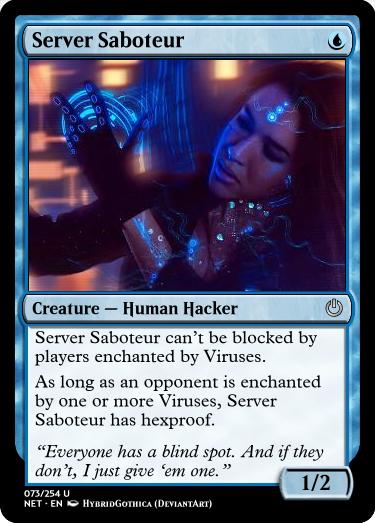 Server Saboteur
Creature — Human Hacker
Server Saboteur can't be blocked by
players enchanted by Viruses.
As long as an opponent is enchanted
by one or more Viruses, Server
Saboteur has hexproof.
“Everyone has a blind spot. And if they
don't, I just give 'em one.”
1/2
073/254 U
NET • EN HybridGothica (DeviantArt)